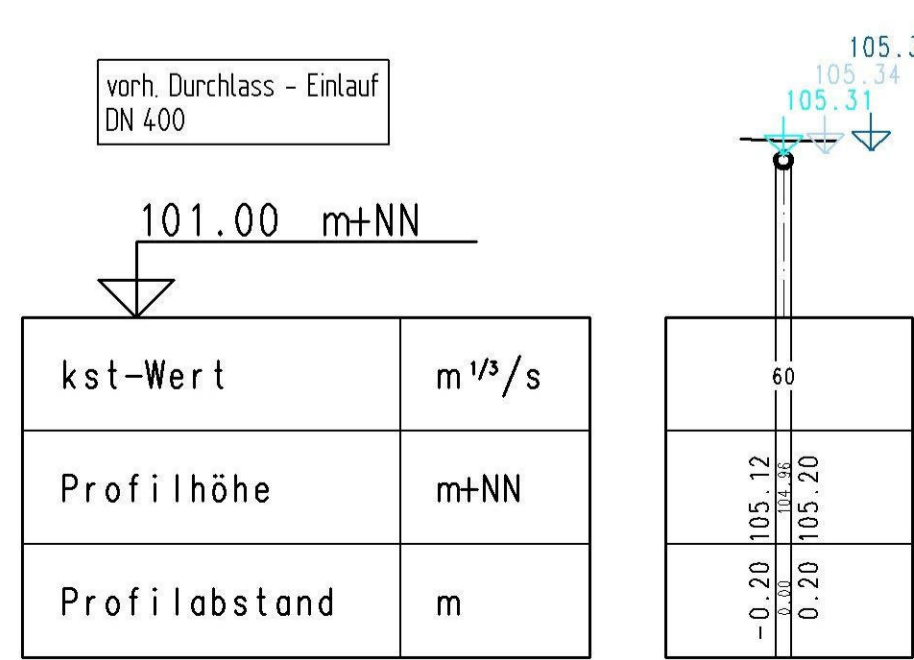 vorh. Durchlass - Einlauf
DN 400
105.3
105.34
105.31
101.00 m+NN
kst-Wert m¹/³/s 60
Profilhöhe m+NN 105.12 104.96 105.20
Profilabstand m -0.20 0.00 0.20